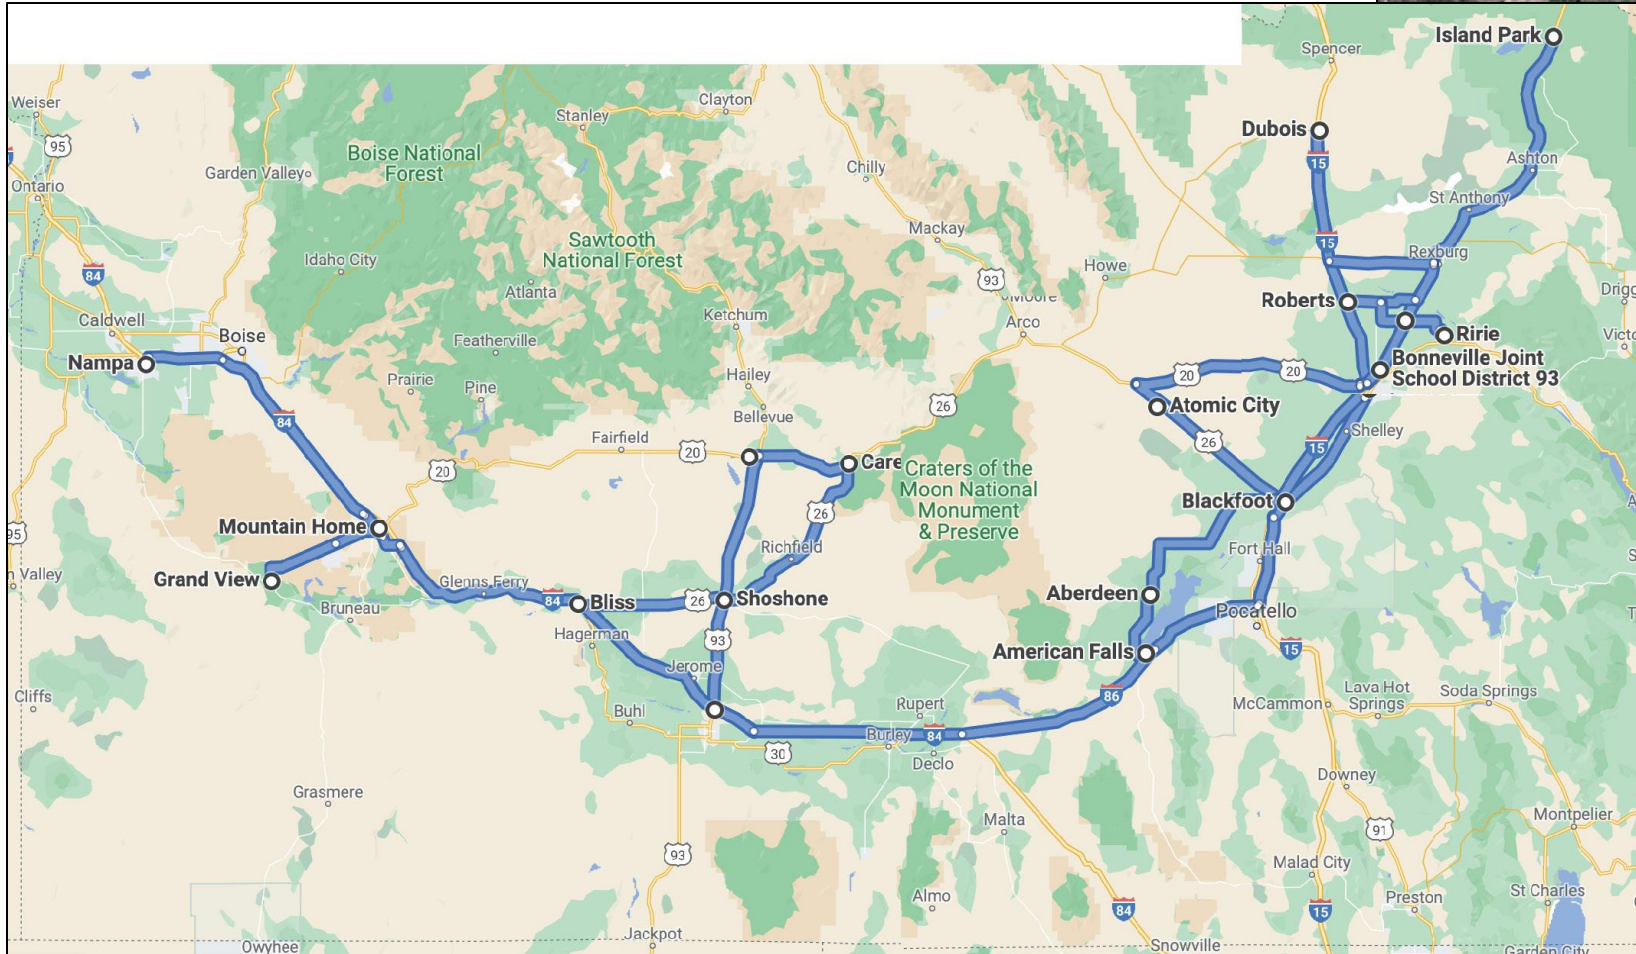 Island Park
Spencer
Weiser
Clayton
Stanley
Dubois
95
Boise National
Forest
15
Ashton
Garden Valley
Chilly
Ontario
St Anthony
Mackay
Sawtooth
National Forest
15
Rexburg
Idaho City
Howe
84
93
Atlanta
Moore
Roberts
Drigg
Caldwell
Ketchum
Arco
Boise
Featherville
Ririe
Victo
Nampa
Bonneville Joint
School District 93
Prairie
Pine
Hailey
20
20
26
Atomic City
84
Bellevue
Shelley
Fairfield
20
26
15
20
Care
Craters of the
Moon National
Monument
& Preserve
Blackfoot
26
Mountain Home
95
Richfield
Fort Hall
n Valley
Grand View
Glenns Ferry
Aberdeen
Bruneau
84
Bliss
26
Shoshone
Pocatello
Hagerman
93
American Falls
15
Jerome
86
Cliffs
Lava Hot
Springs
Soda Springs
Rupert
McCammon
Buhl
Burley
84
30
Declo
Downey
Grasmere
Montpelier
Malta
91
93
Malad City
Almo
Preston
St Charles
84
15
Jackpot
Owyhee
Snowville
Garden City